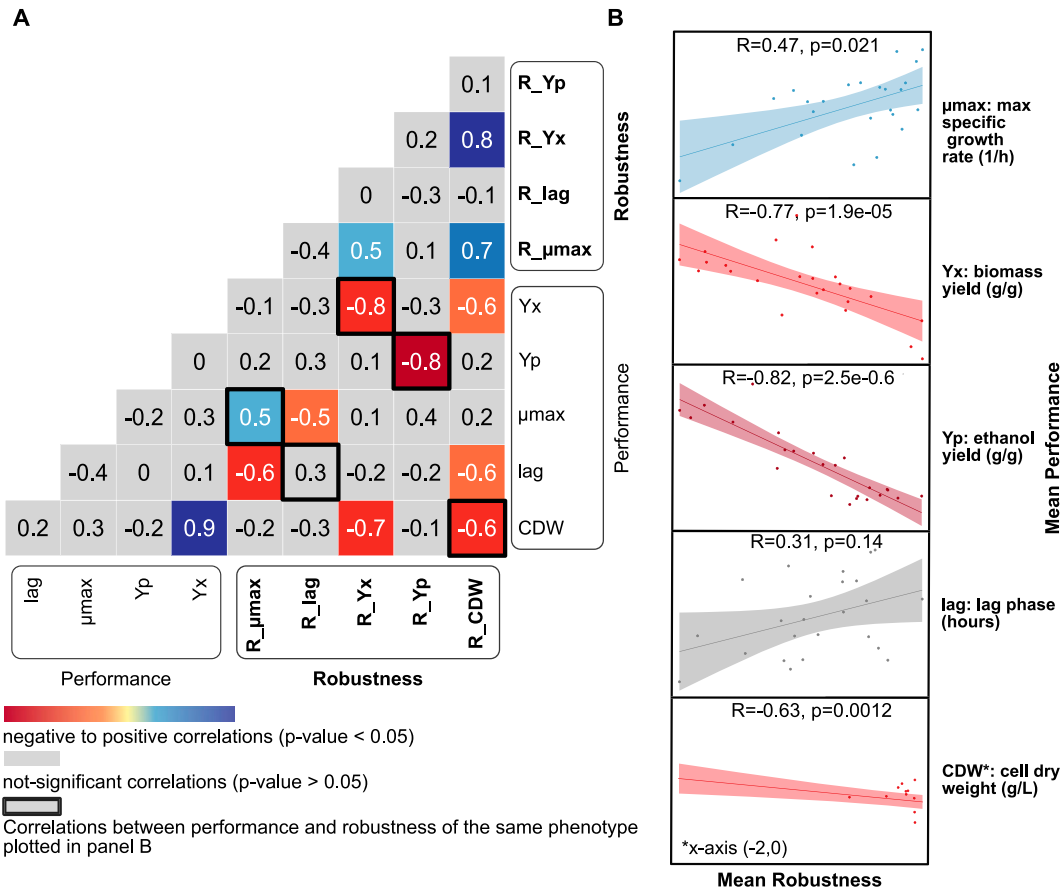 A
0.1
R_Yp
0.2 0.8
R_Yx
0 -0.3 -0.1
R_lag
-0.4 0.5 0.1 0.7
R_µmax
Robustness
-0.1 -0.3 -0.8 -0.3 -0.6
Yx
0 0.2 0.3 0.1 -0.8 0.2
Yp
-0.2 0.3 0.5 -0.5 0.1 0.4 0.2
µmax
-0.4 0 0.1 -0.6 0.3 -0.2 -0.2 -0.6
lag
0.2 0.3 -0.2 0.9 -0.2 -0.3 -0.7 -0.1 -0.6
CDW
Performance
lag
µmax
Yp
Yx
R_µmax
R_lag
R_Yx
R_Yp
R_CDW
Performance
Robustness
negative to positive correlations (p-value < 0.05)
not-significant correlations (p-value > 0.05)
Correlations between performance and robustness of the same phenotype
plotted in panel B
B
R=0.47, p=0.021
µmax: max
specific
growth
rate (1/h)
R=-0.77, p=1.9e-05
Yx: biomass
yield (g/g)
R=-0.82, p=2.5e-0.6
Yp: ethanol
yield (g/g)
R=0.31, p=0.14
lag: lag phase
(hours)
R=-0.63, p=0.0012
CDW*: cell dry
weight (g/L)
*x-axis (-2,0)
Mean Robustness
Mean Performance